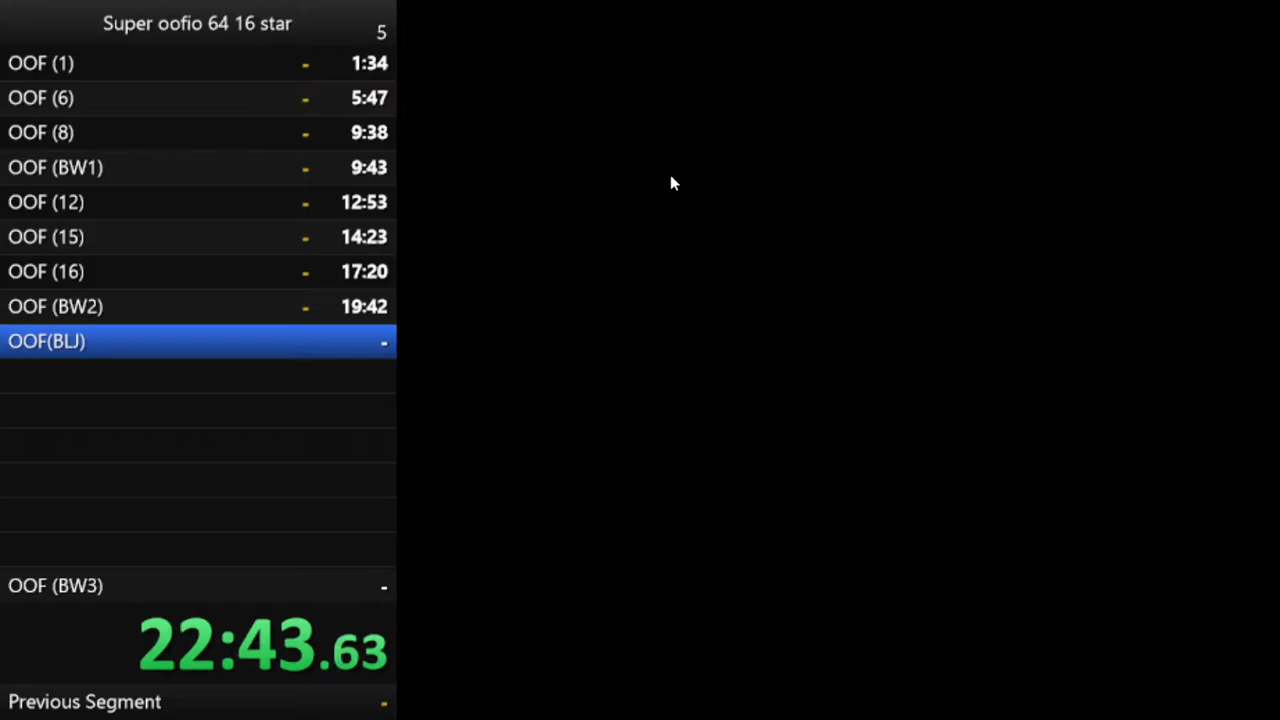 Super oofio 64 16 star
5
OOF (1) - 1:34
OOF (6) - 5:47
OOF (8) - 9:38
OOF (BW1) - 9:43
OOF (12) - 12:53
OOF (15) - 14:23
OOF (16) - 17:20
OOF (BW2) - 19:42
OOF(BLJ) -
OOF (BW3) -
22:43.63
Previous Segment -